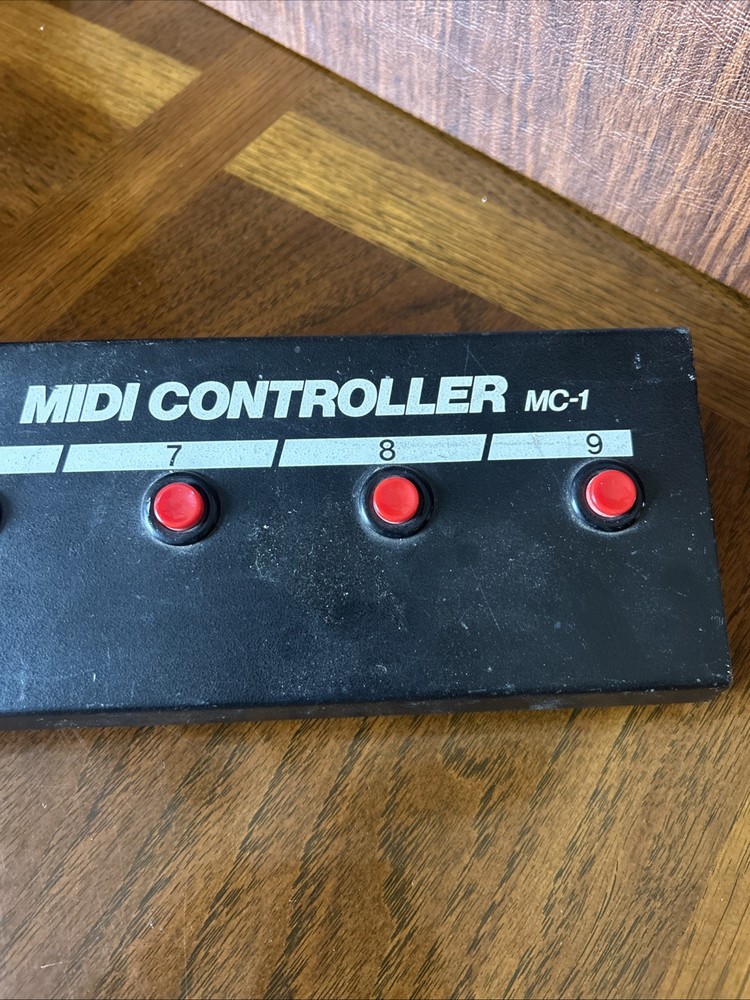 MIDI CONTROLLER MC-1
7 8 9